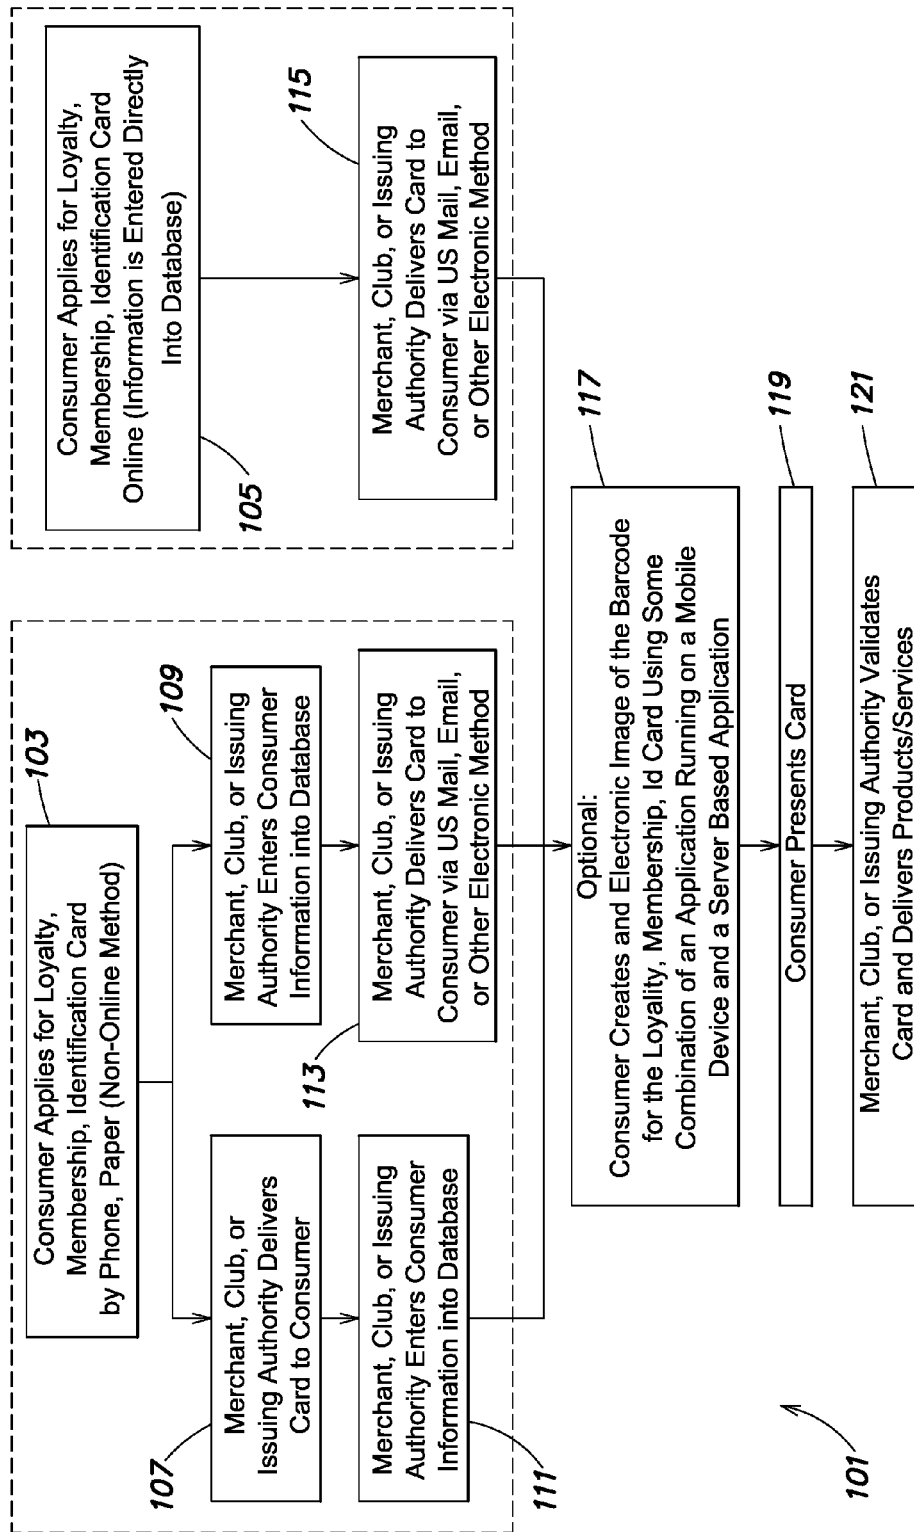 Consumer Applies for Loyalty,
Membership, Identification Card
by Phone, Paper (Non-Online Method)
103
Merchant, Club, or
Issuing Authority Delivers
Card to Consumer
107
Merchant, Club, or Issuing
Authority Enters Consumer
Information into Database
109
Merchant, Club, or Issuing
Authority Enters Consumer
Information into Database
111
Merchant, Club, or Issuing
Authority Delivers Card to
Consumer via US Mail, Email,
or Other Electronic Method
113
Consumer Applies for Loyalty,
Membership, Identification Card
Online (Information is Entered Directly
Into Database)
105
Merchant, Club, or Issuing
Authority Delivers Card to
Consumer via US Mail, Email,
or Other Electronic Method
115
Optional:
Consumer Creates and Electronic Image of the Barcode
for the Loyality, Membership, Id Card Using Some
Combination of an Application Running on a Mobile
Device and a Server Based Application
117
Consumer Presents Card
119
Merchant, Club, or Issuing Authority Validates
Card and Delivers Products/Services
121
101